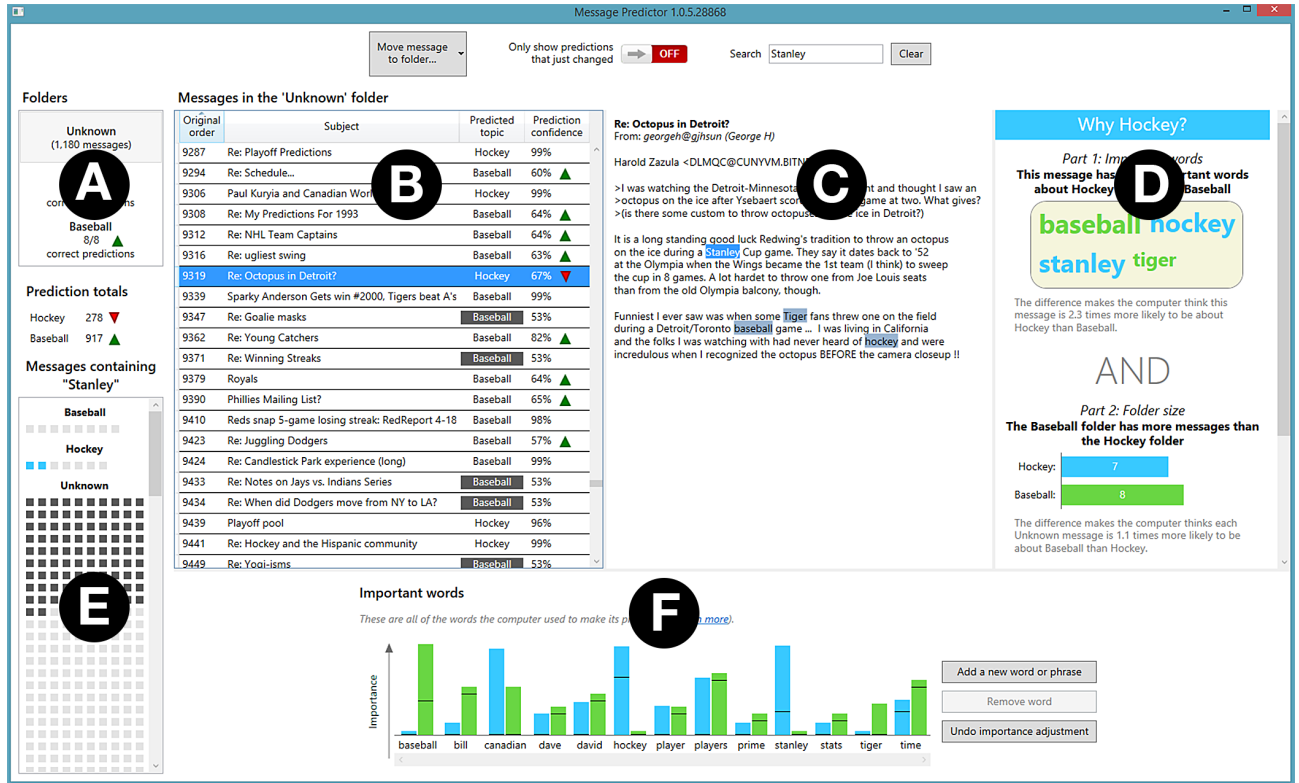 Message Predictor 1.0.5.28868
Move message
to folder...
Only show predictions
that just changed
OFF
Search
Stanley
Clear
Folders
Unknown
(1,180 messages)
A
Baseball
8/8
correct predictions
Prediction totals
Hockey 278
Baseball 917
Messages containing
"Stanley"
Baseball
Hockey
Unknown
E
Messages in the 'Unknown' folder
Original
order
Subject
Predicted
topic
Prediction
confidence
9287 Re: Playoff Predictions Hockey 99%
9294 Re: Schedule... Baseball 60%
9306 Paul Kuryia and Canadian Hockey 99%
9308 Re: My Predictions For 1993 Baseball 64%
9312 Re: NHL Team Captains Baseball 64%
9316 Re: ugliest swing Baseball 63%
9319 Re: Octopus in Detroit? Hockey 67%
9339 Sparky Anderson Gets win #2000, Tigers beat A's Baseball 99%
9347 Re: Goalie masks Baseball 53%
9362 Re: Young Catchers Baseball 82%
9371 Re: Winning Streaks Baseball 53%
9379 Royals Baseball 64%
9390 Phillies Mailing List? Baseball 65%
9410 Reds snap 5-game losing streak: RedReport 4-18 Baseball 98%
9423 Re: Juggling Dodgers Baseball 57%
9424 Re: Candlestick Park experience (long) Baseball 99%
9433 Re: Notes on Jays vs. Indians Series Baseball 53%
9434 Re: When did Dodgers move from NY to LA? Baseball 53%
9439 Playoff pool Hockey 96%
9441 Re: Hockey and the Hispanic community Hockey 99%
9449 Re: Yogi-isms Baseball 53%
B
Re: Octopus in Detroit?
From: georgeh@gjhsun (George H)
Harold Zazula <DLMQC@CUNYVM.BITN
>I was watching the Detroit-Minnesota and thought I saw an
>octopus on the ice after Ysebaert game at two. What gives?
>(is there some custom to throw ice in Detroit?)
It is a long standing good luck Redwing's tradition to throw an octopus
on the ice during a Stanley Cup game. They say it dates back to '52
at the Olympia when the Wings became the 1st team (I think) to sweep
the cup in 8 games. A lot hardet to throw one from Joe Louis seats
than from the old Olympia balcony, though.
Funniest I ever saw was when some Tiger fans threw one on the field
during a Detroit/Toronto baseball game ... I was living in California
and the folks I was watching with had never heard of hockey and were
incredulous when I recognized the octopus BEFORE the camera closeup !!
C
Why Hockey?
Part 1:
This message has
about Hockey Baseball
baseball hockey
stanley tiger
The difference makes the computer think this
message is 2.3 times more likely to be about
Hockey than Baseball.
D
AND
Part 2: Folder size
The Baseball folder has more messages than
the Hockey folder
Hockey: 7
Baseball: 8
The difference makes the computer thinks each
Unknown message is 1.1 times more likely to be
about Baseball than Hockey.
Important words
These are all of the words the computer used to make its more).
F
Importance
baseball bill canadian dave david hockey player players prime stanley stats tiger time
Add a new word or phrase
Remove word
Undo importance adjustment